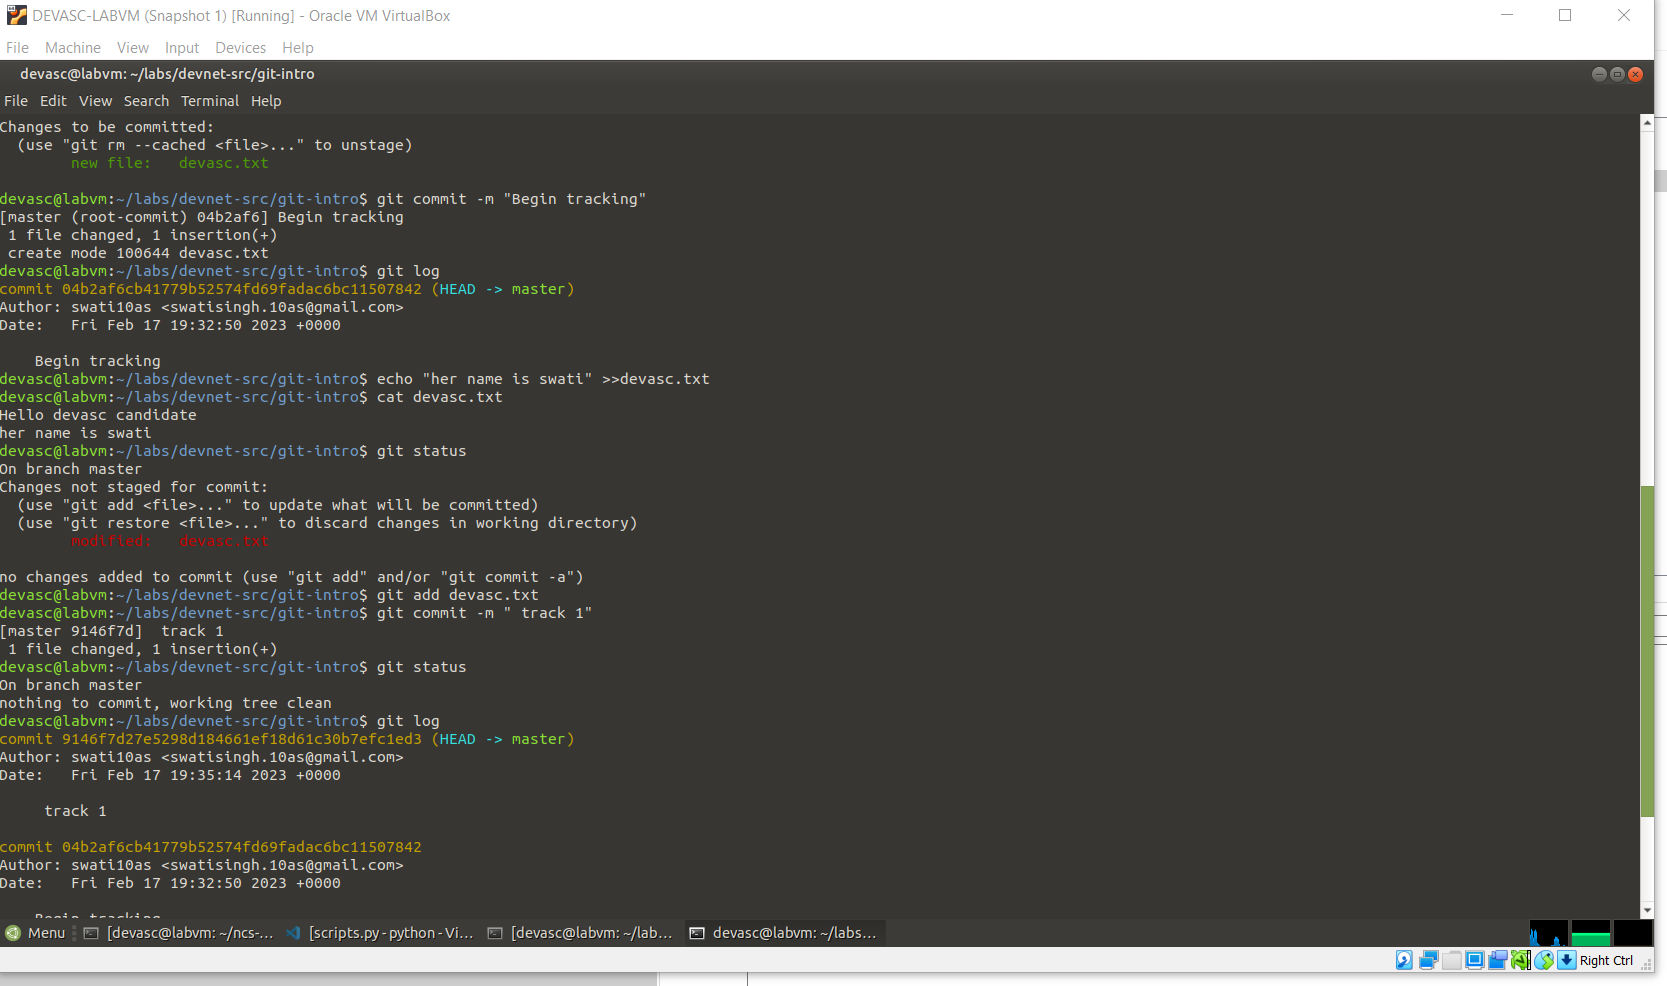 DEVASC-LABVM (Snapshot 1) [Running] - Oracle VM VirtualBox
File Machine View Input Devices Help
devasc@labvm: ~/labs/devnet-src/git-intro
File Edit View Search Terminal Help
Changes to be committed:
  (use "git rm --cached <file>..." to unstage)
        new file:   devasc.txt
devasc@labvm:~/labs/devnet-src/git-intro$ git commit -m "Begin tracking"
[master (root-commit) 04b2af6] Begin tracking
 1 file changed, 1 insertion(+)
 create mode 100644 devasc.txt
devasc@labvm:~/labs/devnet-src/git-intro$ git log
commit 04b2af6cb41779b52574fd69fadac6bc11507842 (HEAD -> master)
Author: swati10as <swatisingh.10as@gmail.com>
Date:   Fri Feb 17 19:32:50 2023 +0000
    Begin tracking
devasc@labvm:~/labs/devnet-src/git-intro$ echo "her name is swati" >>devasc.txt
devasc@labvm:~/labs/devnet-src/git-intro$ cat devasc.txt
Hello devasc candidate
her name is swati
devasc@labvm:~/labs/devnet-src/git-intro$ git status
On branch master
Changes not staged for commit:
  (use "git add <file>..." to update what will be committed)
  (use "git restore <file>..." to discard changes in working directory)
        modified:   devasc.txt
no changes added to commit (use "git add" and/or "git commit -a")
devasc@labvm:~/labs/devnet-src/git-intro$ git add devasc.txt
devasc@labvm:~/labs/devnet-src/git-intro$ git commit -m " track 1"
[master 9146f7d]  track 1
 1 file changed, 1 insertion(+)
devasc@labvm:~/labs/devnet-src/git-intro$ git status
On branch master
nothing to commit, working tree clean
devasc@labvm:~/labs/devnet-src/git-intro$ git log
commit 9146f7d27e5298d184661ef18d61c30b7efc1ed3 (HEAD -> master)
Author: swati10as <swatisingh.10as@gmail.com>
Date:   Fri Feb 17 19:35:14 2023 +0000
     track 1
commit 04b2af6cb41779b52574fd69fadac6bc11507842
Author: swati10as <swatisingh.10as@gmail.com>
Date:   Fri Feb 17 19:32:50 2023 +0000
    Begin tracking
Menu [devasc@labvm: ~/ncs-... [scripts.py - python - Vi... [devasc@labvm: ~/lab... devasc@labvm: ~/labs...
Right Ctrl